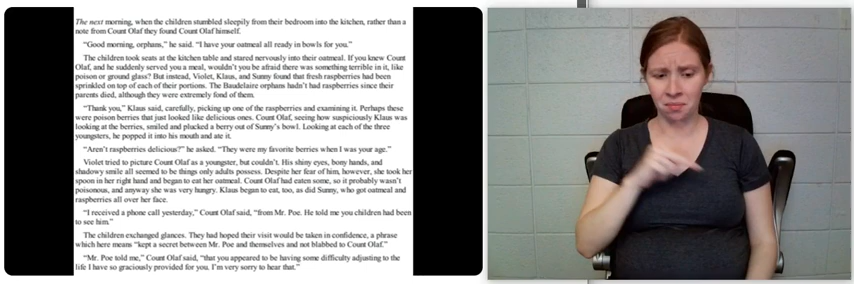 The next morning, when the children stumbled sleepily from their bedroom into the kitchen, rather than a
note from Count Olaf they found Count Olaf himself.
“Good morning, orphans,” he said. “I have your oatmeal all ready in bowls for you.”
The children took seats at the kitchen table and stared nervously into their oatmeal. If you knew Count
Olaf, and he suddenly served you a meal, wouldn’t you be afraid there was something terrible in it, like
poison or ground glass? But instead, Violet, Klaus, and Sunny found that fresh raspberries had been
sprinkled on top of each of their portions. The Baudelaire orphans hadn’t had raspberries since their
parents died, although they were extremely fond of them.
“Thank you,” Klaus said, carefully, picking up one of the raspberries and examining it. Perhaps these
were poison berries that just looked like delicious ones. Count Olaf, seeing how suspiciously Klaus was
looking at the berries, smiled and plucked a berry out of Sunny’s bowl. Looking at each of the three
youngsters, he popped it into his mouth and ate it.
“Aren’t raspberries delicious?” he asked. “They were my favorite berries when I was your age.”
Violet tried to picture Count Olaf as a youngster, but couldn’t. His shiny eyes, bony hands, and
shadowy smile all seemed to be things only adults possess. Despite her fear of him, however, she took her
spoon in her right hand and began to eat her oatmeal. Count Olaf had eaten some, so it probably wasn’t
poisonous, and anyway she was very hungry. Klaus began to eat, too, as did Sunny, who got oatmeal and
raspberries all over her face.
“I received a phone call yesterday,” Count Olaf said, “from Mr. Poe. He told me you children had been
to see him.”
The children exchanged glances. They had hoped their visit would be taken in confidence, a phrase
which here means “kept a secret between Mr. Poe and themselves and not blabbed to Count Olaf.”
“Mr. Poe told me,” Count Olaf said, “that you appeared to be having some difficulty adjusting to the
life I have so graciously provided for you. I’m very sorry to hear that.”